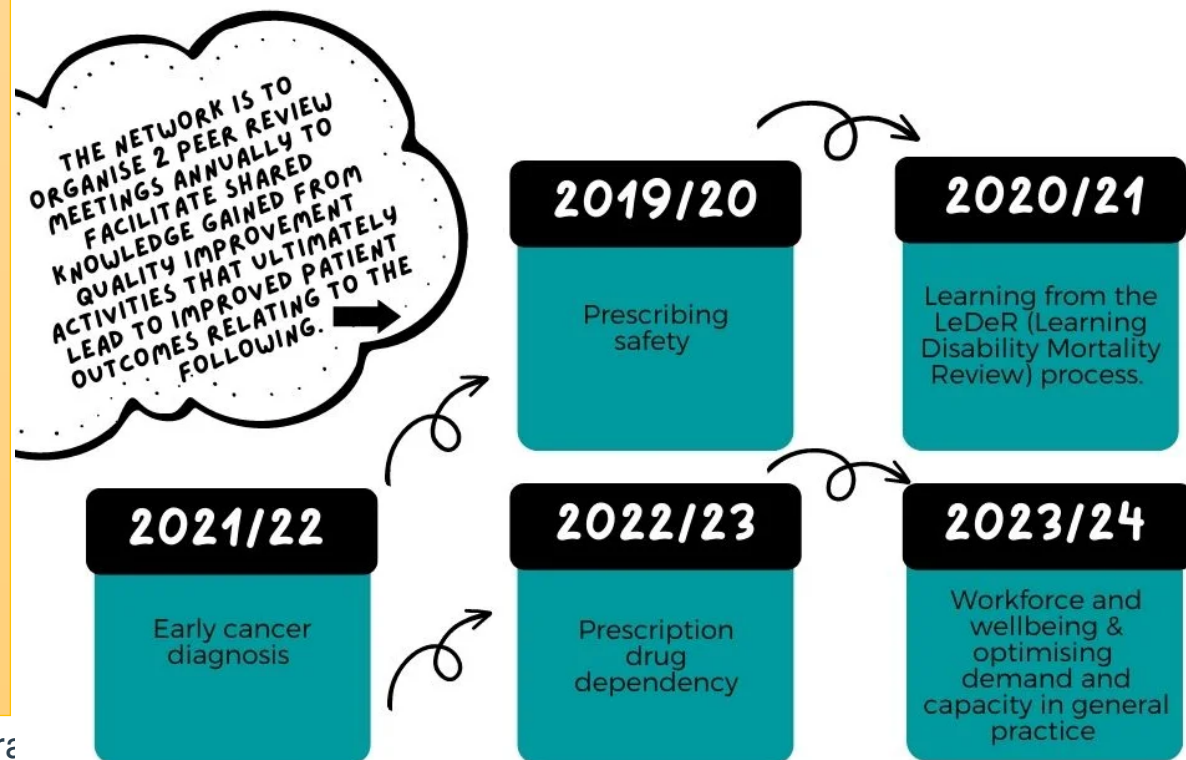 THE NETWORK IS TO
ORGANISE 2 PEER REVIEW
MEETINGS ANNUALLY TO
FACILITATE SHARED
KNOWLEDGE GAINED FROM
QUALITY IMPROVEMENT
ACTIVITIES THAT ULTIMATELY
LEAD TO IMPROVED PATIENT
OUTCOMES RELATING TO THE
FOLLOWING.
2019/20
Prescribing
safety
2020/21
Learning from the
LeDeR (Learning
Disability Mortality
Review) process.
2021/22
Early cancer
diagnosis
2022/23
Prescription
drug
dependency
2023/24
Workforce and
wellbeing &
optimising
demand and
capacity in general
practice